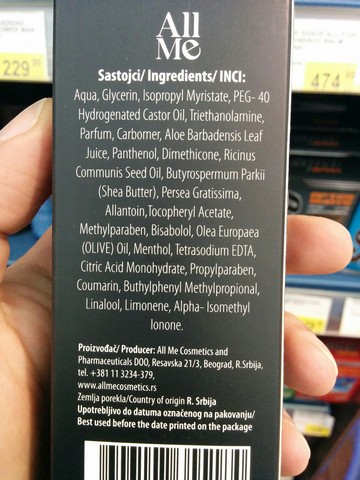 All
Me
Sastojci/ Ingredients/ INCI:
Aqua, Glycerin, Isopropyl Myristate, PEG- 40
Hydrogenated Castor Oil, Triethanolamine,
Parfum, Carbomer, Aloe Barbadensis Leaf
Juice, Panthenol, Dimethicone, Ricinus
Communis Seed Oil, Butyrospermum Parkii
(Shea Butter), Persea Gratissima,
Allantoin,Tocopheryl Acetate,
Methylparaben, Bisabolol, Olea Europaea
(OLIVE) Oil, Menthol, Tetrasodium EDTA,
Citric Acid Monohydrate, Propylparaben,
Coumarin, Buthylphenyl Methylpropional,
Linalool, Limonene, Alpha- Isomethyl
Ionone.
Proizvođač/ Producer: All Me Cosmetics and
Pharmaceuticals DOO, Resavska 21/3, Beograd, R.Srbija,
tel. +381 11 3234-379,
www.allmecosmetics.rs
Zemlja porekla/Country of origin R. Srbija
Upotrebljivo do datuma označenog na pakovanju/
Best used before the date printed on the package
229
474